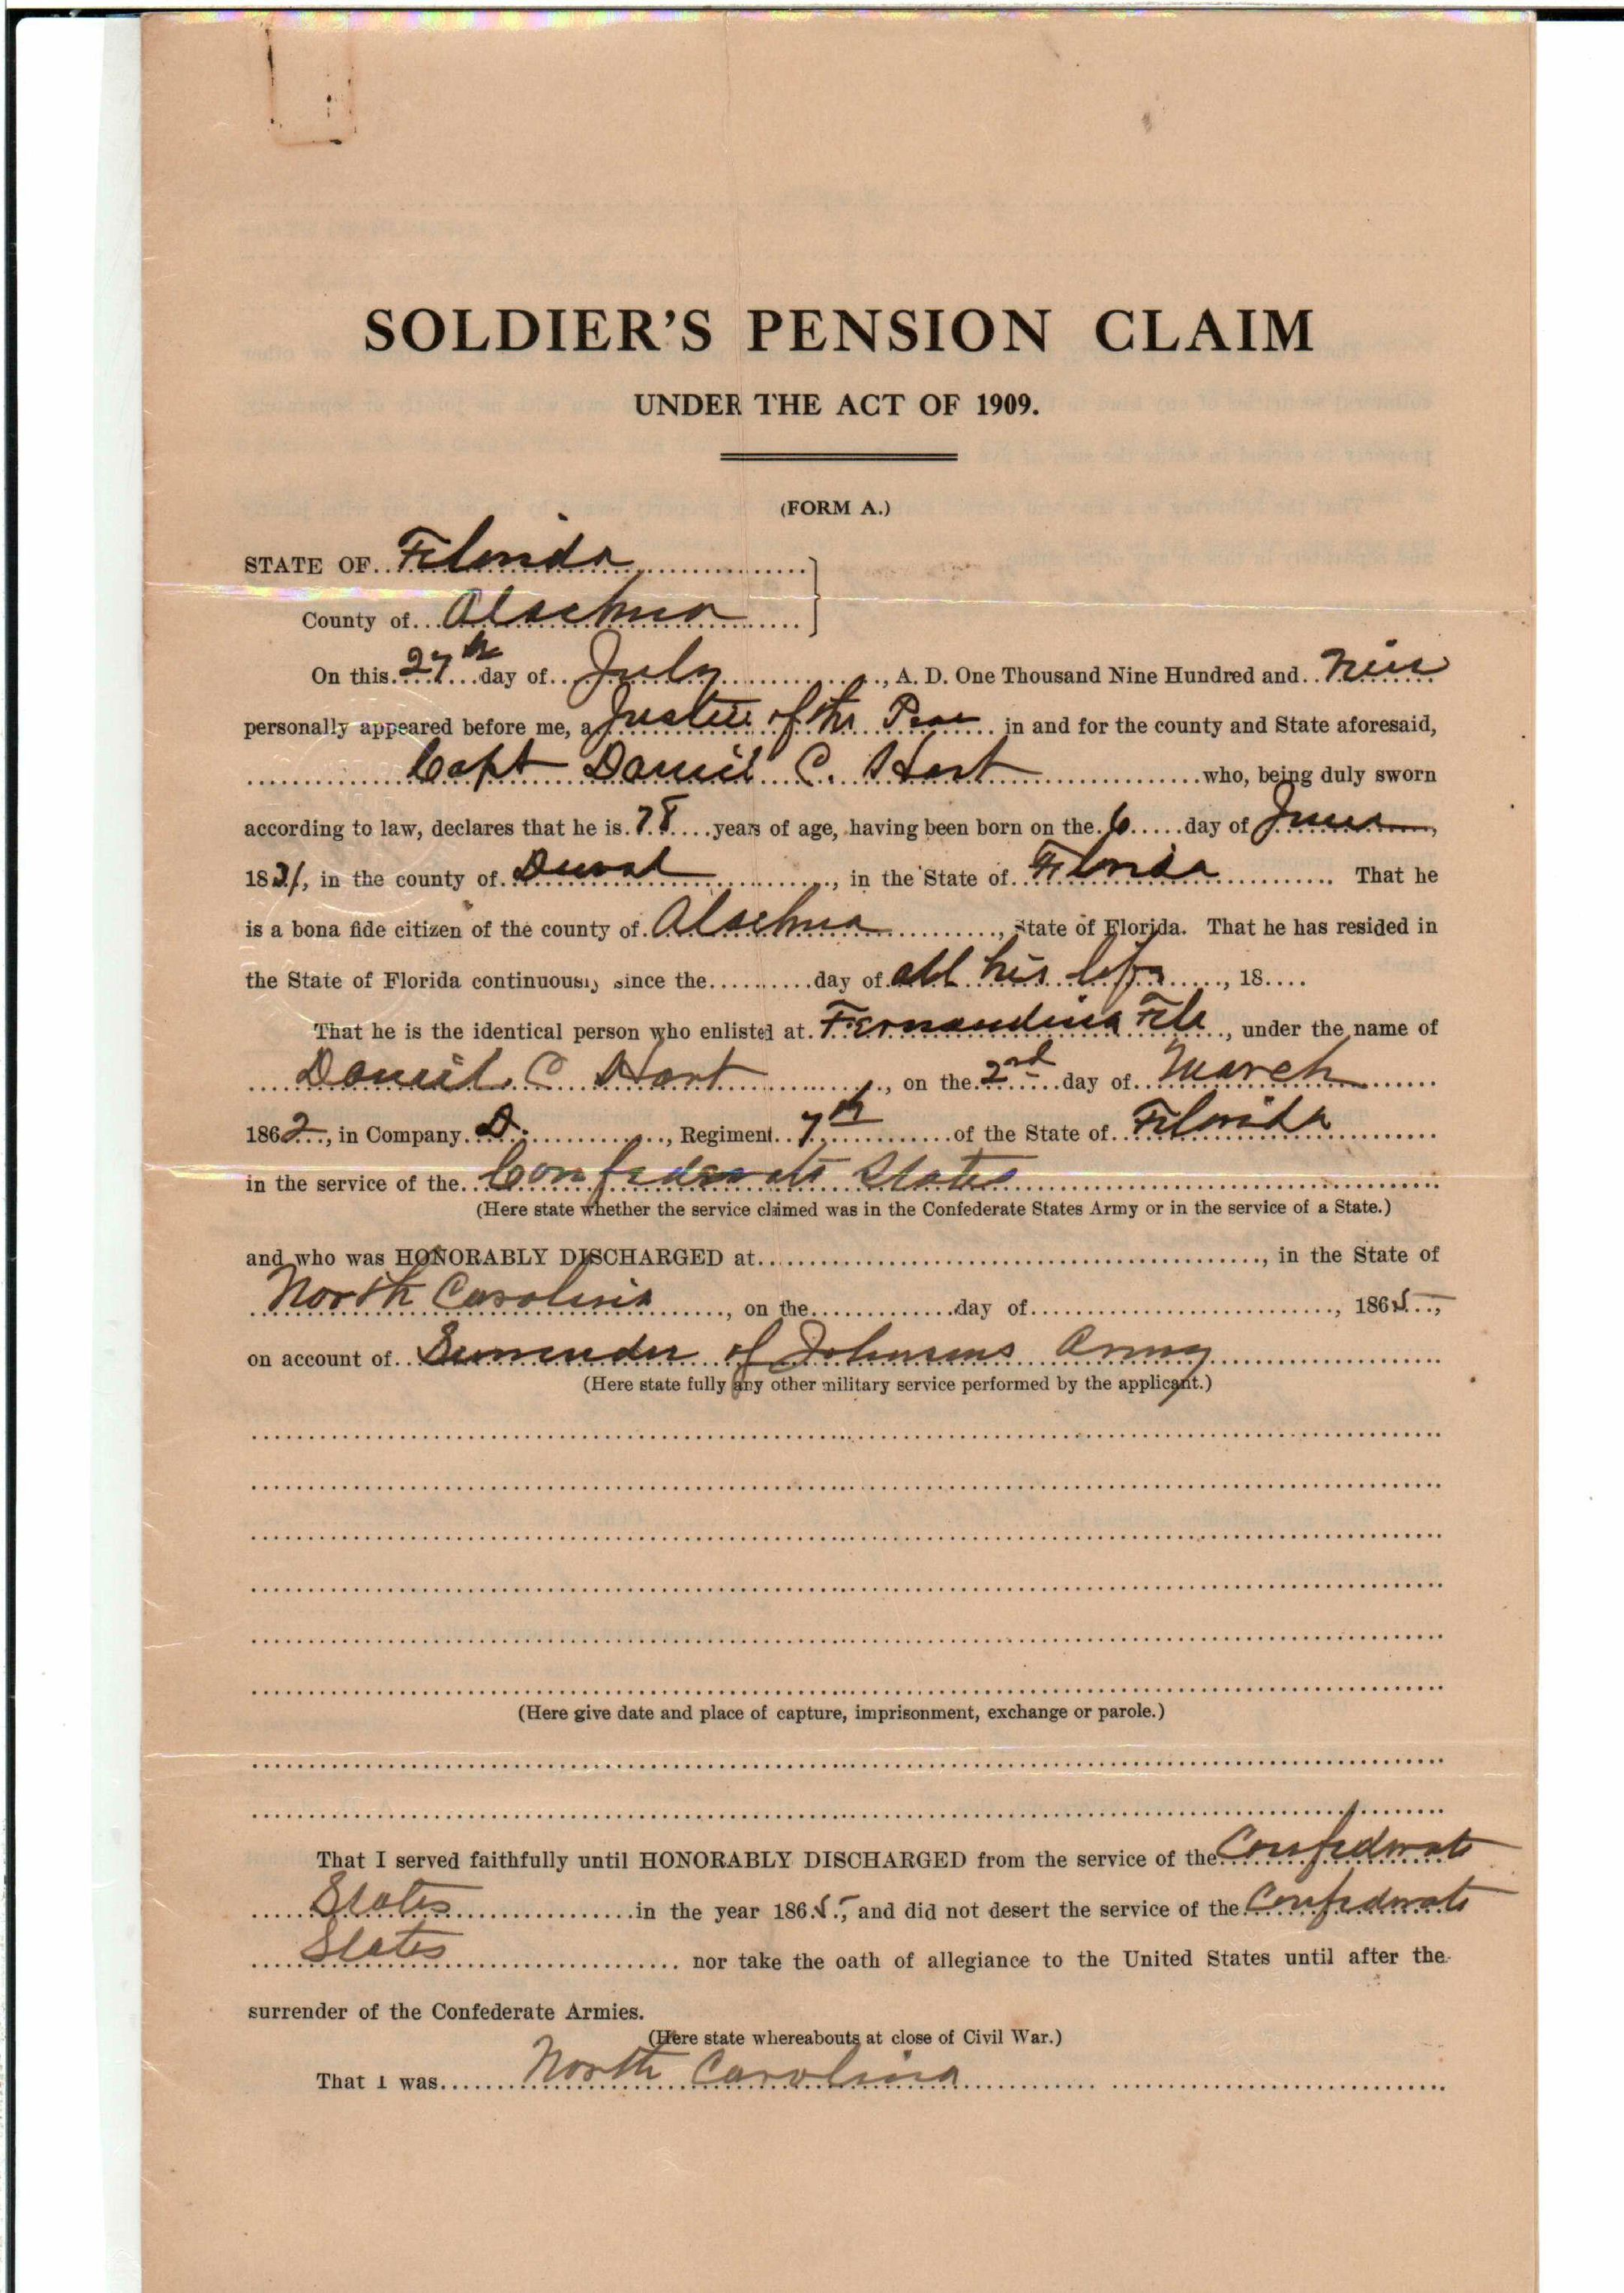 SOLDIER'S PENSION CLAIM
UNDER THE ACT OF 1909.
(FORM A.)
STATE OF Florida
County of Alachua
On this 27th day of July, A. D. One Thousand Nine Hundred and Nine
personally appeared before me, a Justice of the Peace in and for the county and State aforesaid,
Capt Daniel C. Hart who, being duly sworn
according to law, declares that he is 78 years of age, having been born on the 6 day of June,
1831, in the county of Duval, in the State of Florida. That he
is a bona fide citizen of the county of Alachua, State of Florida. That he has resided in
the State of Florida continuously since the day of all his life, 18
That he is the identical person who enlisted at Fernandina Fla, under the name of
Daniel C Hart, on the 2nd day of March
1862, in Company D., Regiment 7th of the State of Florida
in the service of the Confederate States
(Here state whether the service claimed was in the Confederate States Army or in the service of a State.)
and who was HONORABLY DISCHARGED at, in the State of
North Carolina, on the day of, 1865,
on account of Surrender of Johnsons Army
(Here state fully any other military service performed by the applicant.)
(Here give date and place of capture, imprisonment, exchange or parole.)
That I served faithfully until HONORABLY DISCHARGED from the service of the Confederate
States in the year 1865, and did not desert the service of the Confederate
States nor take the oath of allegiance to the United States until after the
surrender of the Confederate Armies.
(Here state whereabouts at close of Civil War.)
That I was North Carolina